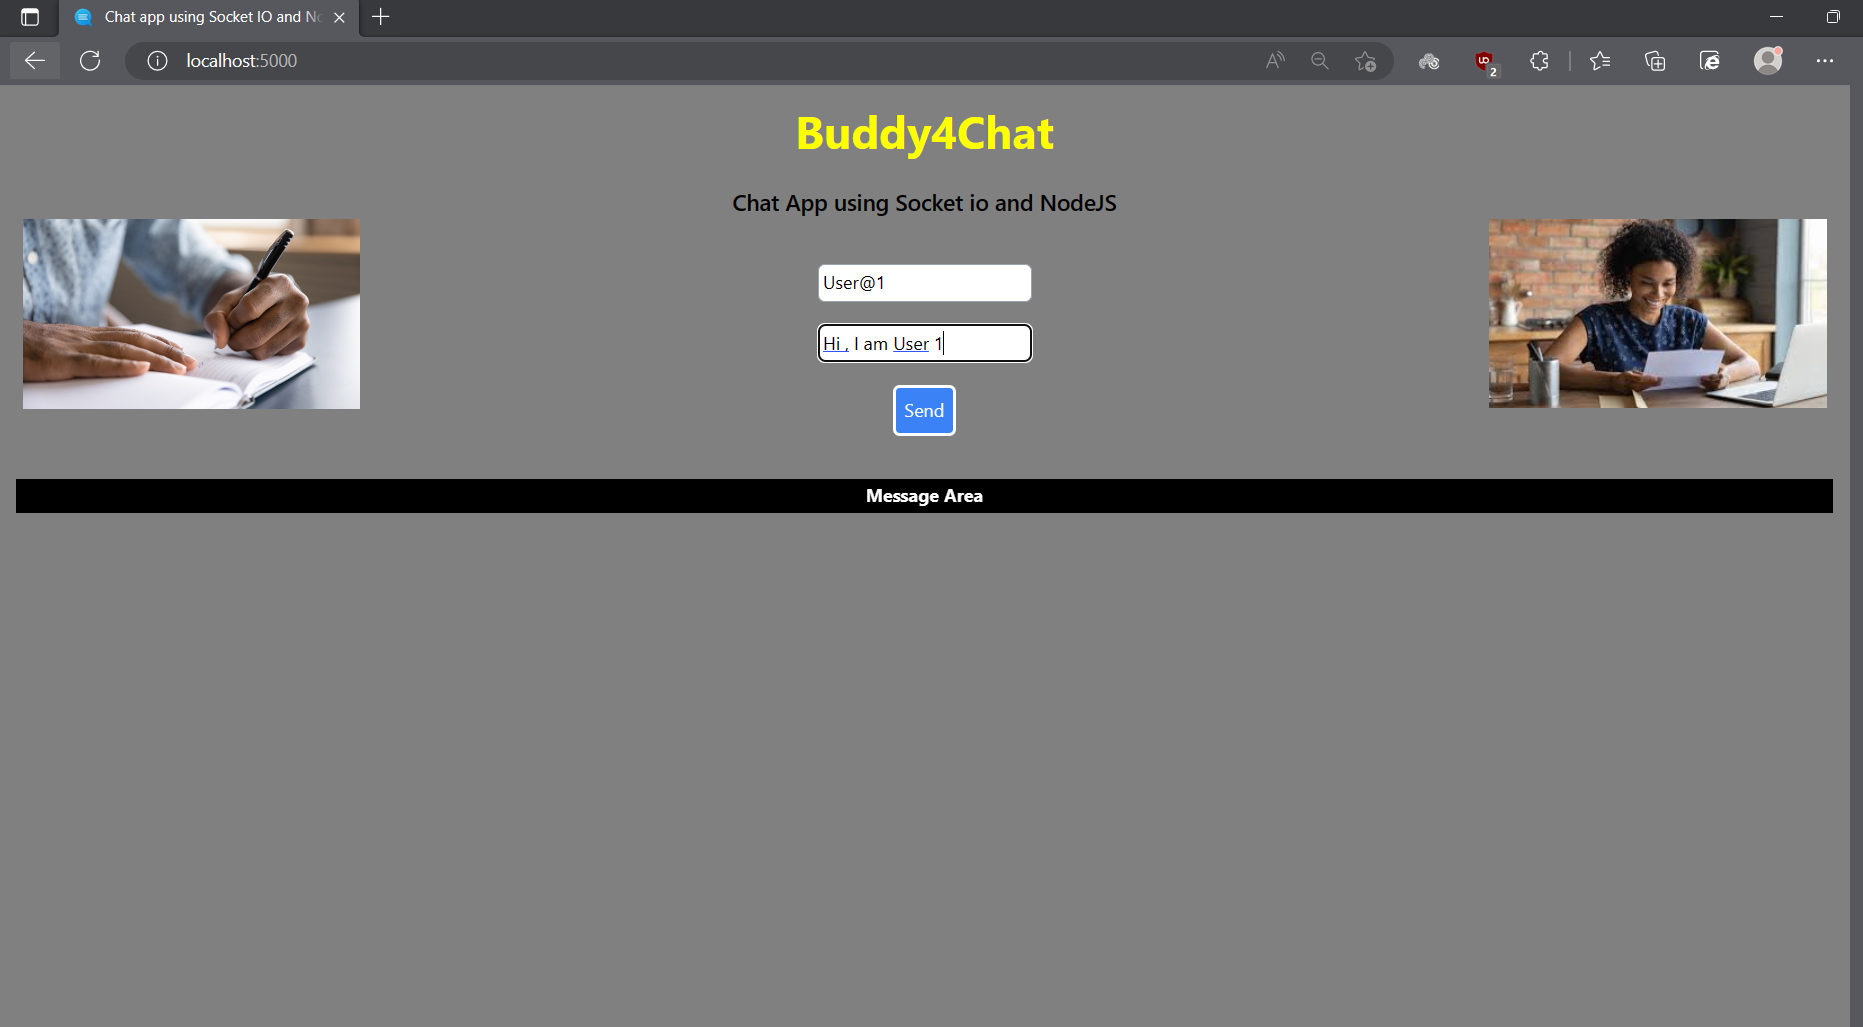 Chat app using Socket IO and No
localhost:5000
2
Buddy4Chat
Chat App using Socket io and NodeJS
User@1
Hi , I am User 1
Send
Message Area